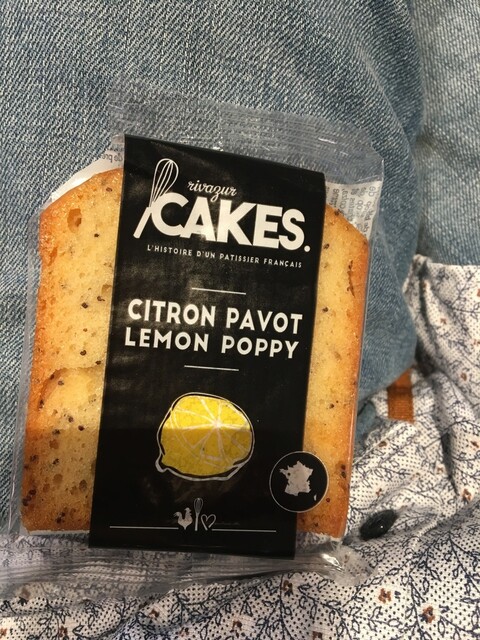 rivazur
CAKES.
L'HISTOIRE D'UN PATISSIER FRANÇAIS
CITRON PAVOT
LEMON POPPY